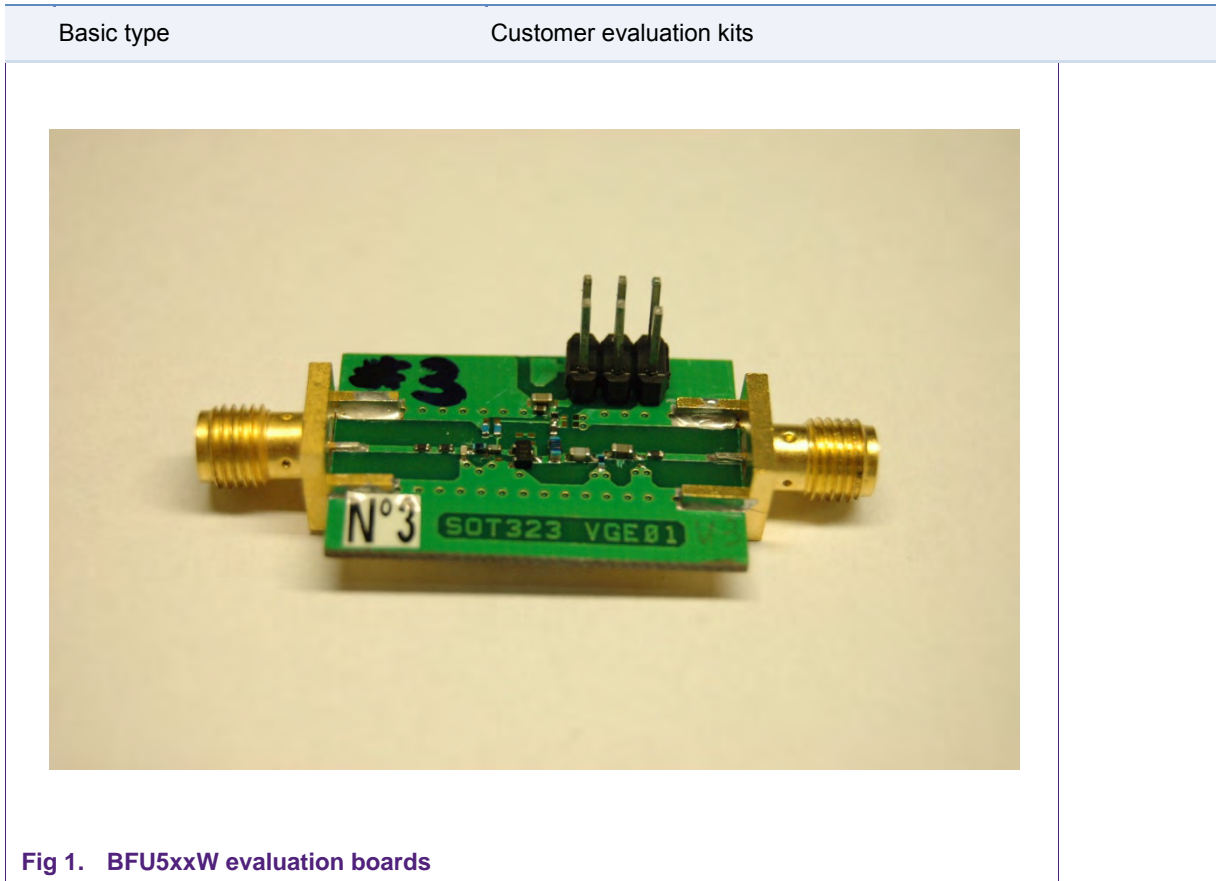 Basic type Customer evaluation kits
#3
N°3 SOT323 VGE01
Fig 1. BFU5xxW evaluation boards